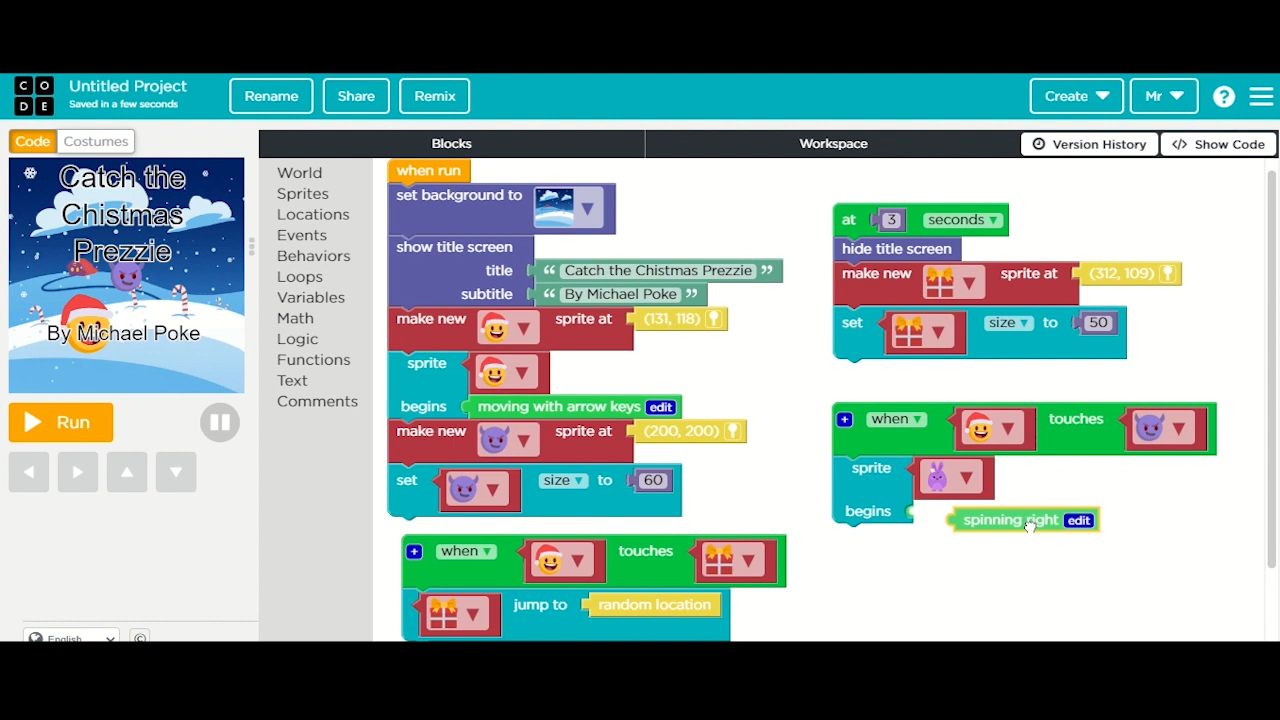 CODE
Untitled Project
Saved in a few seconds
Rename
Share
Remix
Create
Mr
?
Code
Costumes
Blocks
Workspace
Version History
</> Show Code
Catch the
Chistmas
Prezzie
By Michael Poke
Run
English
©
World
Sprites
Locations
Events
Behaviors
Loops
Variables
Math
Logic
Functions
Text
Comments
when run
set background to
show title screen
title “ Catch the Chistmas Prezzie ”
subtitle “ By Michael Poke ”
make new sprite at (131, 118)
sprite
begins moving with arrow keys edit
make new sprite at (200, 200)
set size to 60
+ when touches
jump to random location
at 3 seconds
hide title screen
make new sprite at (312, 109)
set size to 50
+ when touches
sprite
begins
spinning right edit